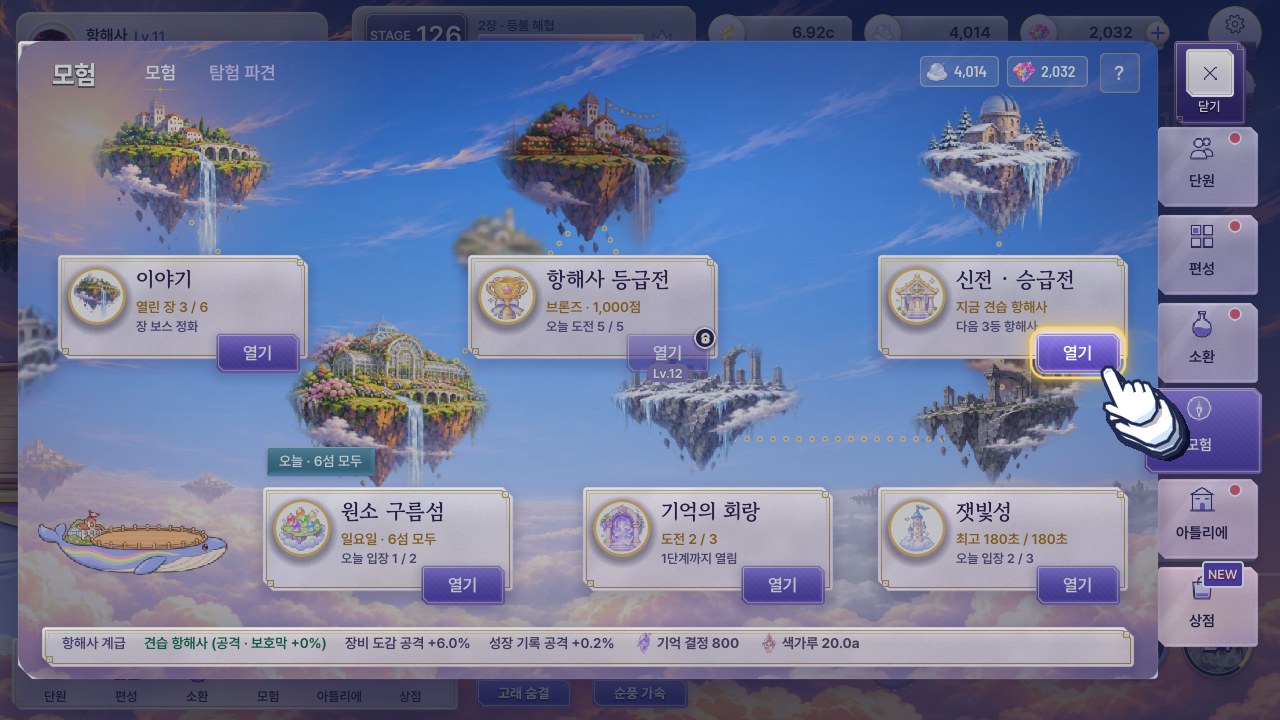 항해사 Lv.11
STAGE 126
2장 · 등불 해협
6.92c
4,014
2,032
모험
모험
탐험 파견
4,014
2,032
?
닫기
단원
편성
소환
모험
아틀리에
NEW
상점
이야기
열린 장 3 / 6
장 보스 정화
열기
항해사 등급전
브론즈 · 1,000점
오늘 도전 5 / 5
열기
Lv.12
신전 · 승급전
지금 견습 항해사
다음 3등 항해사
열기
오늘 · 6섬 모두
원소 구름섬
일요일 · 6섬 모두
오늘 입장 1 / 2
열기
기억의 회랑
도전 2 / 3
1단계까지 열림
열기
잿빛성
최고 180초 / 180초
오늘 입장 2 / 3
열기
항해사 계급 견습 항해사 (공격 · 보호막 +0%) 장비 도감 공격 +6.0% 성장 기록 공격 +0.2% 기억 결정 800 색가루 20.0a
단원 편성 소환 모험 아틀리에 상점
고래 숨결
순풍 가속